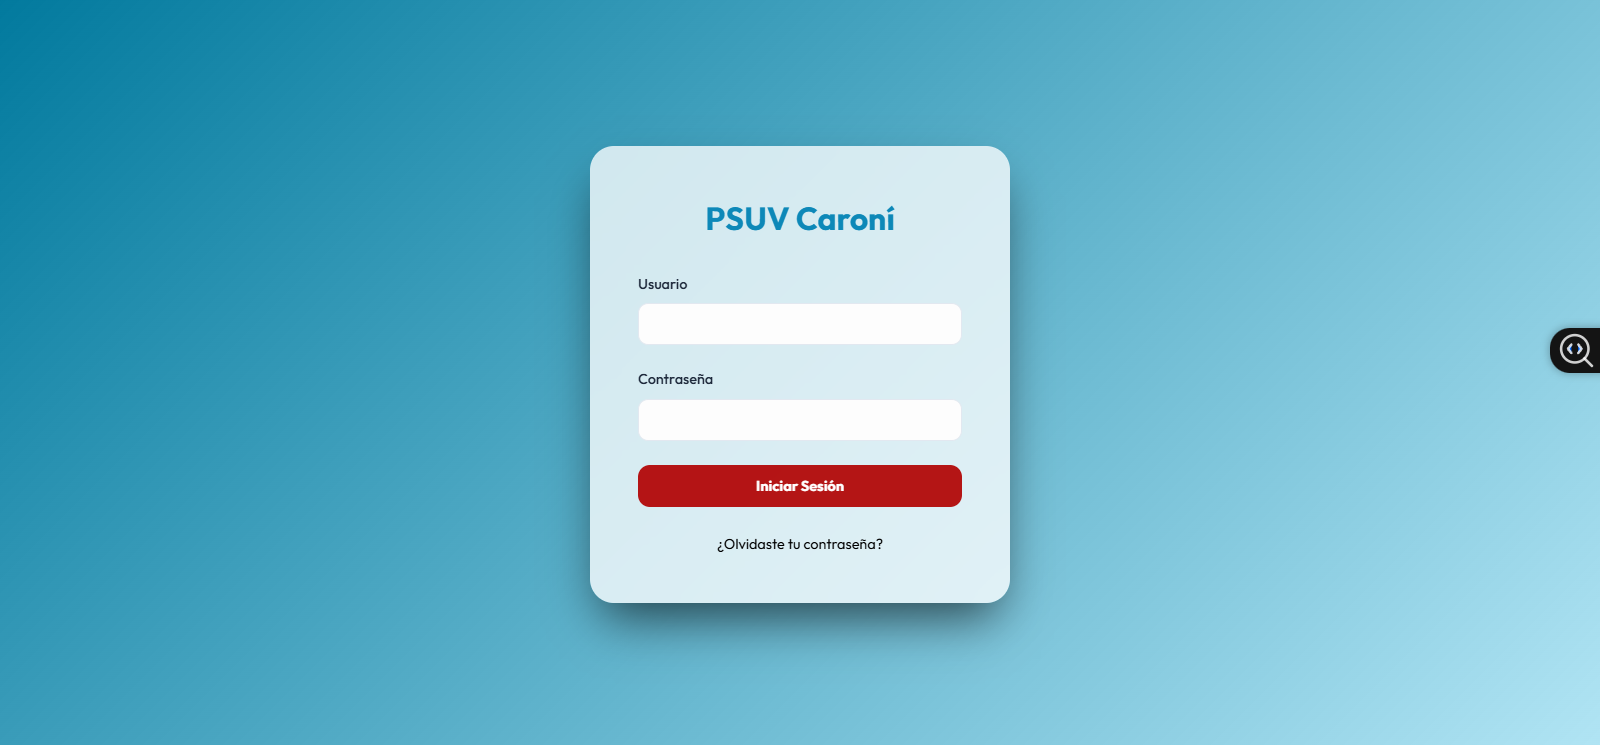 PSUV Caroní
Usuario
Contraseña
Iniciar Sesión
¿Olvidaste tu contraseña?